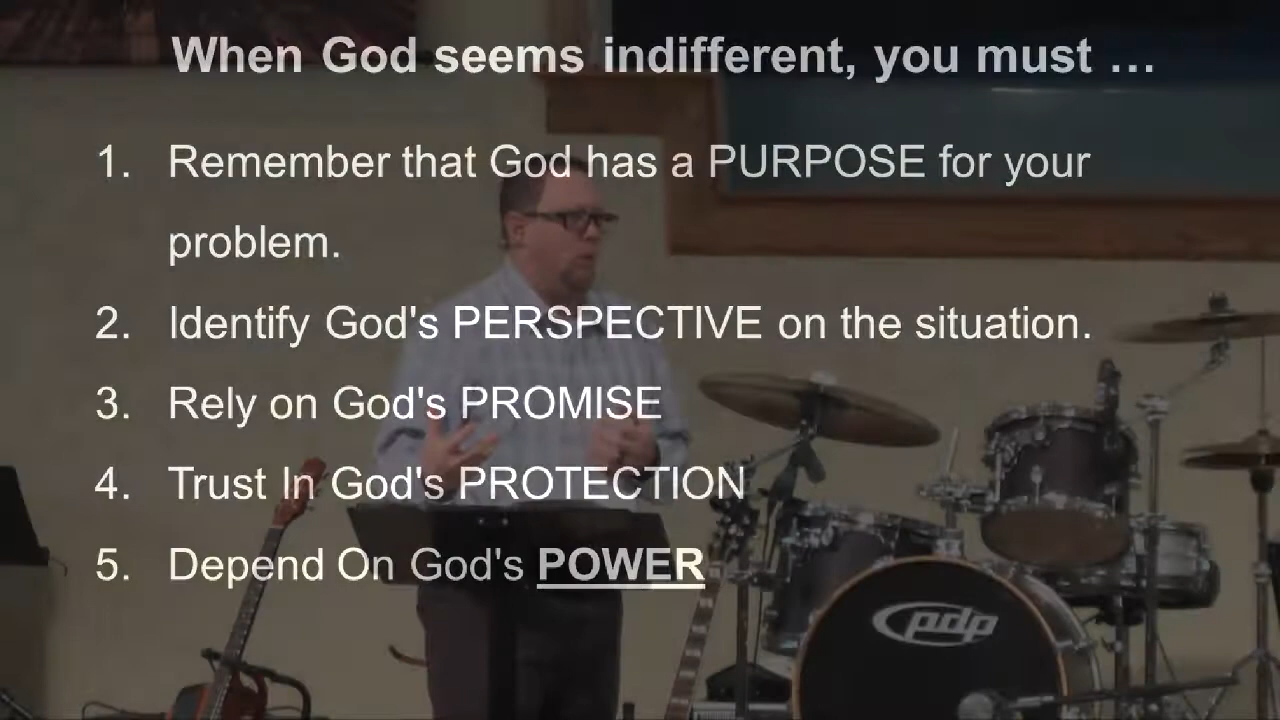 When God seems indifferent, you must …
1. Remember that God has a PURPOSE for your
problem.
2. Identify God's PERSPECTIVE on the situation.
3. Rely on God's PROMISE
4. Trust In God's PROTECTION
5. Depend On God's POWER
pdp